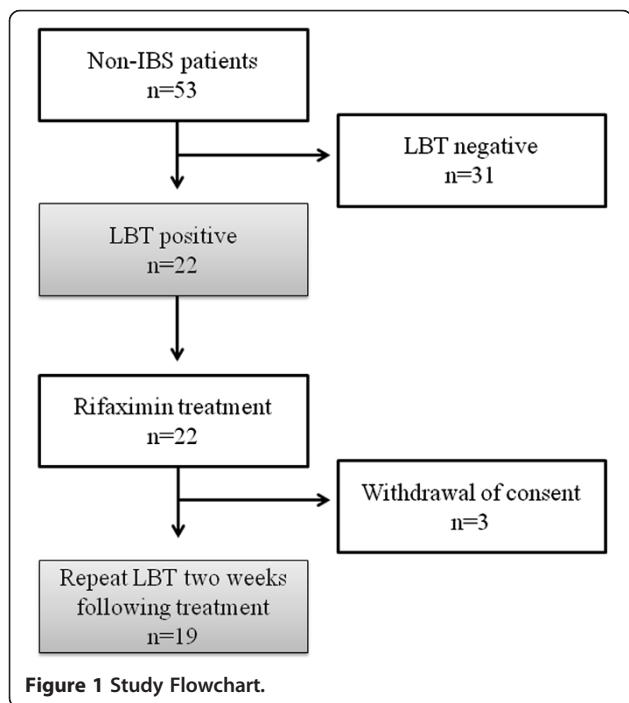 Non-IBS patients
n=53
LBT negative
n=31
LBT positive
n=22
Rifaximin treatment
n=22
Withdrawal of consent
n=3
Repeat LBT two weeks
following treatment
n=19
Figure 1 Study Flowchart.